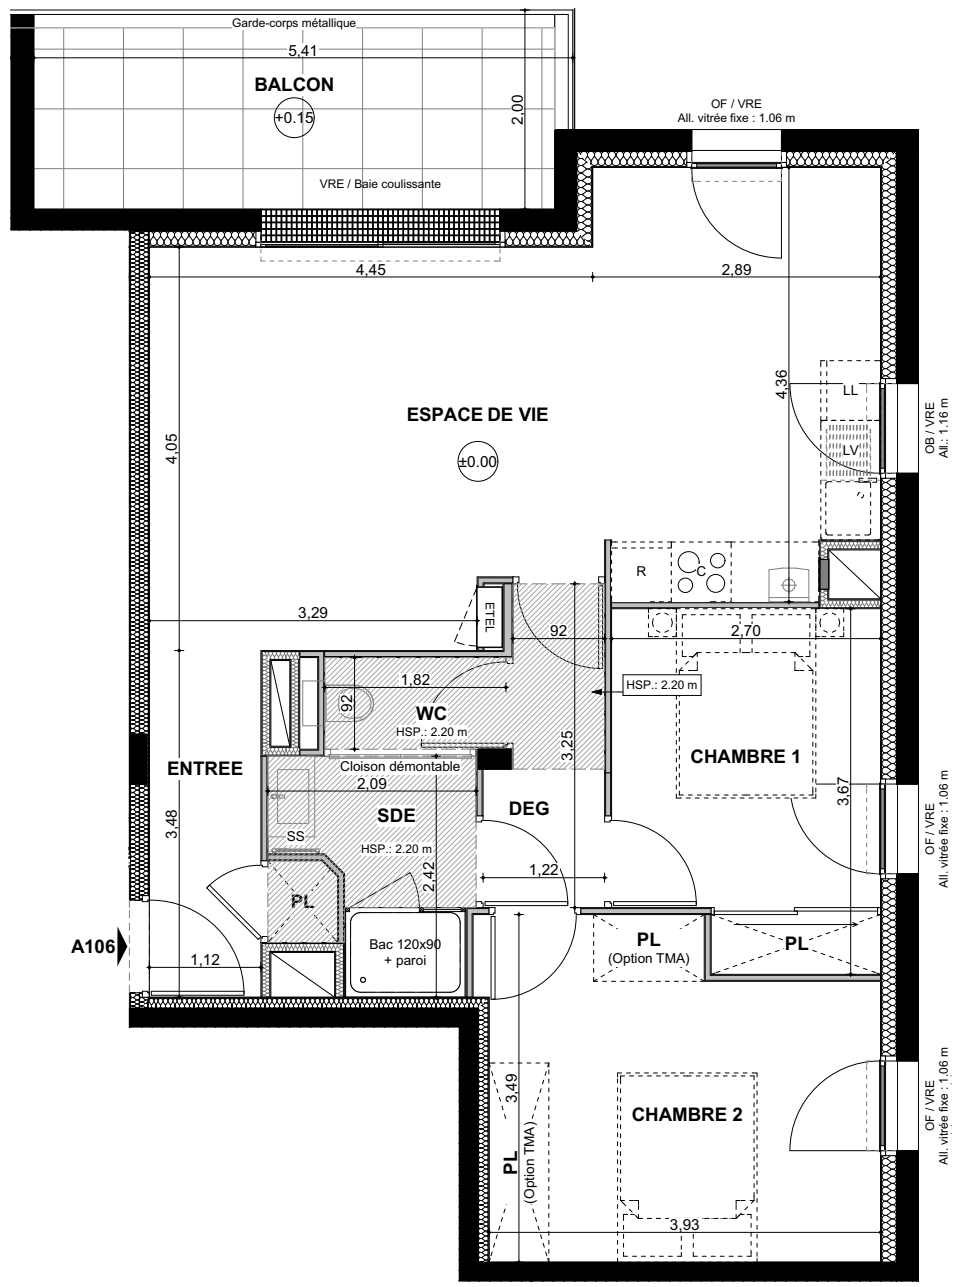 Garde-corps métallique
5,41
BALCON
+0.15
2,00
VRE / Baie coulissante
OF / VRE
All. vitrée fixe : 1.06 m
4,45
2,89
4,36
4,05
ESPACE DE VIE
±0.00
LL
LV
OB / VRE
All.: 1.16 m
R
C
3,29
ETEL
92
2,70
HSP.: 2.20 m
1,82
92
WC
HSP.: 2.20 m
3,25
CHAMBRE 1
ENTREE
Cloison démontable
2,09
SDE
DEG
3,67
3,48
SS
HSP.: 2.20 m
2,42
1,22
OF / VRE
All. vitrée fixe : 1.06 m
PL
A106
1,12
Bac 120x90
+ paroi
PL
(Option TMA)
PL
3,49
CHAMBRE 2
PL
(Option TMA)
OF / VRE
All. vitrée fixe : 1.06 m
3,93